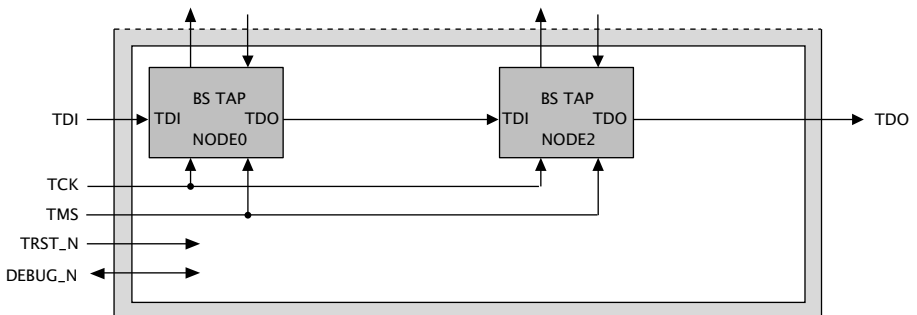 BS TAP
BS TAP
TDI
TDI
TDO
TDI
TDO
TDO
NODE0
NODE2
TCK
TMS
TRST_N
DEBUG_N